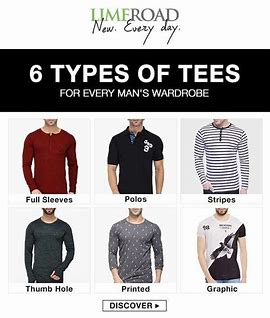 LIMEROAD
New. Every day.
6 TYPES OF TEES
FOR EVERY MAN'S WARDROBE
Full Sleeves
Polos
Stripes
Thumb Hole
Printed
Graphic
DISCOVER ▸